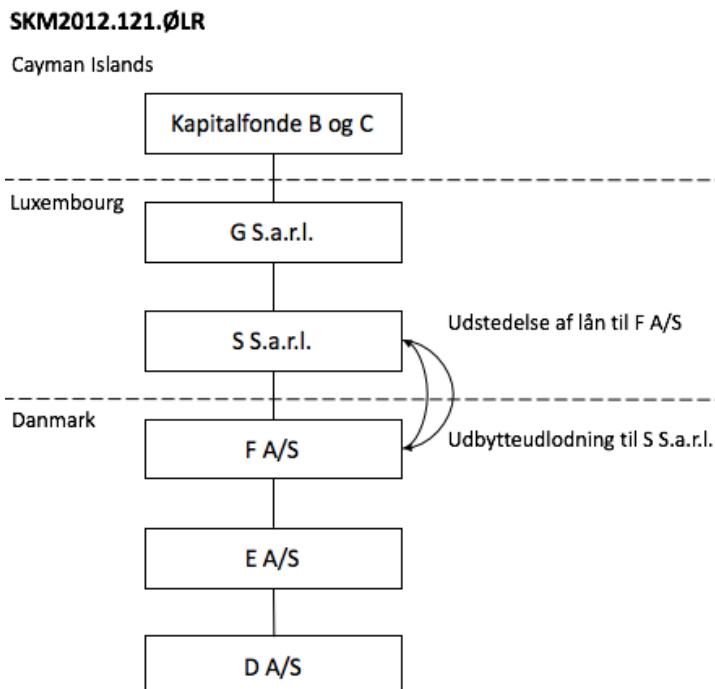 SKM2012.121.ØLR
Cayman Islands
Kapitalfonde B og C
Luxembourg
G S.a.r.l.
S S.a.r.l.
Udstedelse af lån til F A/S
Danmark
F A/S
Udbytteudlodning til S S.a.r.l.
E A/S
D A/S